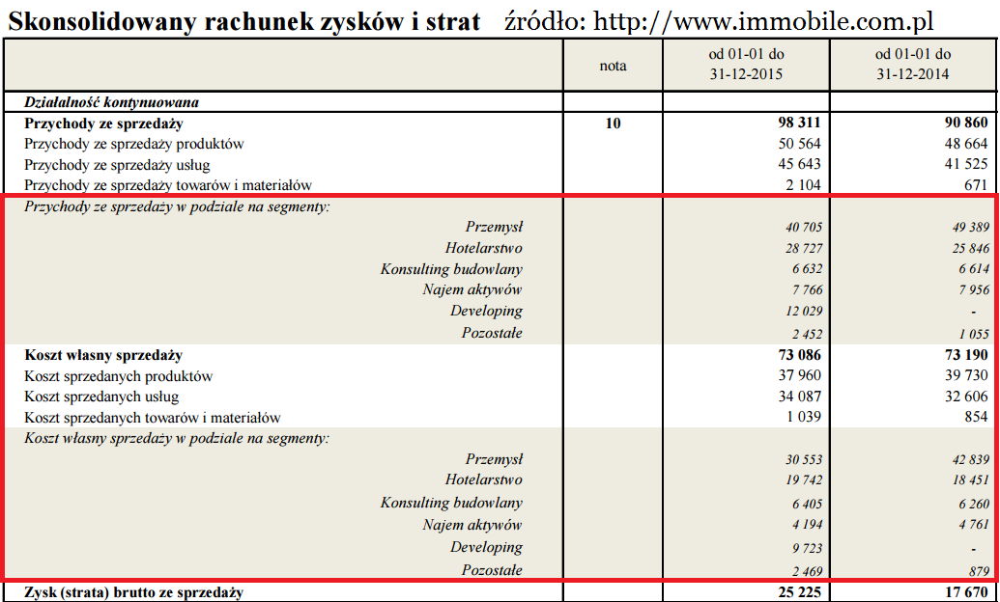 Skonsolidowany rachunek zysków i strat źródło: http://www.immobile.com.pl
nota od 01-01 do 31-12-2015 od 01-01 do 31-12-2014
Działalność kontynuowana
Przychody ze sprzedaży 10 98 311 90 860
Przychody ze sprzedaży produktów 50 564 48 664
Przychody ze sprzedaży usług 45 643 41 525
Przychody ze sprzedaży towarów i materiałów 2 104 671
Przychody ze sprzedaży w podziale na segmenty:
Przemysł 40 705 49 389
Hotelarstwo 28 727 25 846
Konsulting budowlany 6 632 6 614
Najem aktywów 7 766 7 956
Developing 12 029 -
Pozostałe 2 452 1 055
Koszt własny sprzedaży 73 086 73 190
Koszt sprzedanych produktów 37 960 39 730
Koszt sprzedanych usług 34 087 32 606
Koszt sprzedanych towarów i materiałów 1 039 854
Koszt własny sprzedaży w podziale na segmenty:
Przemysł 30 553 42 839
Hotelarstwo 19 742 18 451
Konsulting budowlany 6 405 6 260
Najem aktywów 4 194 4 761
Developing 9 723 -
Pozostałe 2 469 879
Zysk (strata) brutto ze sprzedaży 25 225 17 670